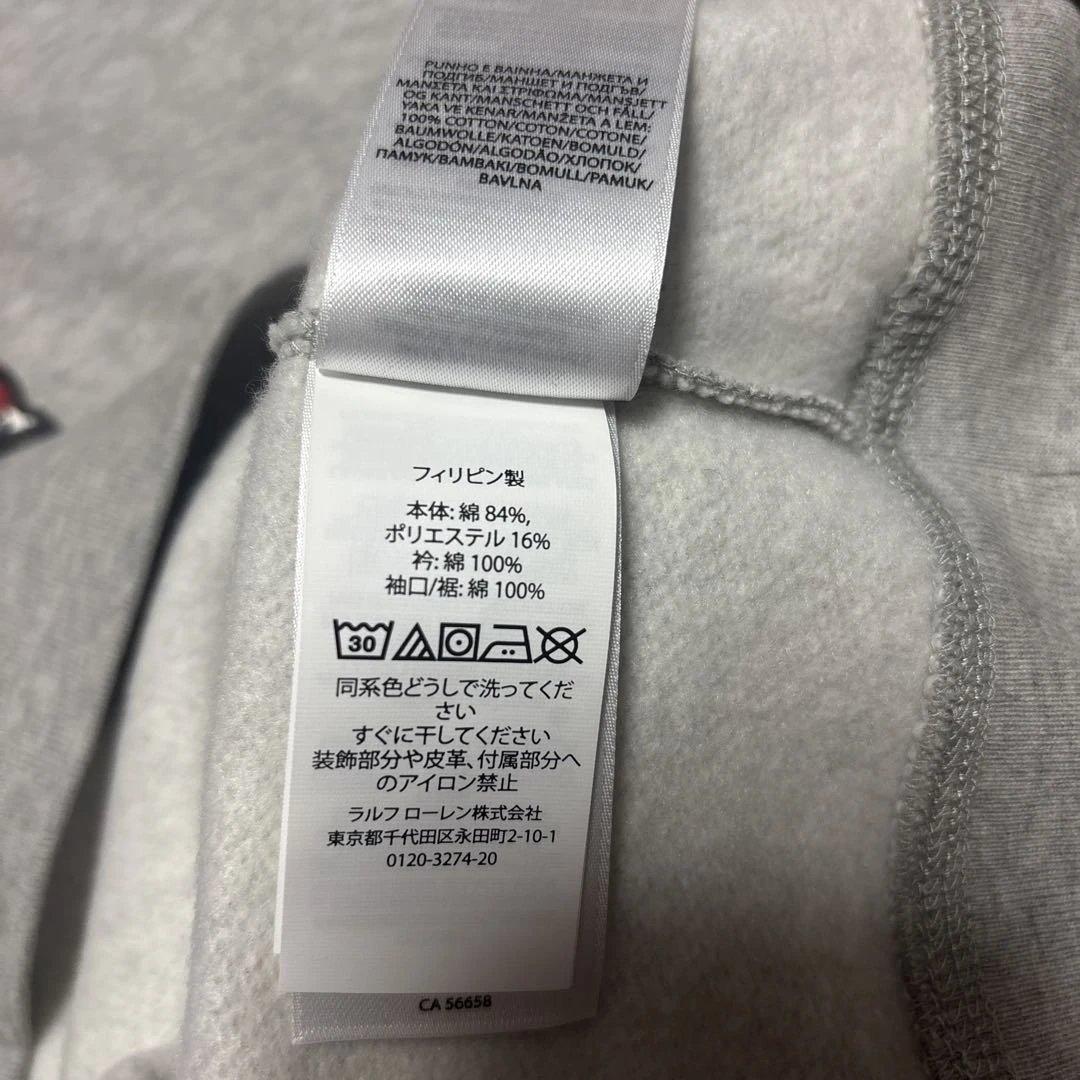 PUNHO E BAINHA/МАНЖЕТА И
ПОДГИБ/МАНШЕТ И ПОДГЪВ/
MANŽETA KAI ΣΤΡΙΦΩΜΑ/MANSJETT
OG KANT/MANSCHETT OCH FÅLL/
YAKA VE KENAR/MANŽETA A LEM:
100% COTTON/COTON/COTONE/
BAUMWOLLE/KATOEN/BOMULD/
ALGODÓN/ALGODÃO/ХЛОПОК/
ПАМУК/BAMBAKI/BOMULL/PAMUK/
BAVLNA
フィリピン製
本体: 綿 84%,
ポリエステル 16%
衿: 綿 100%
袖口/裾: 綿 100%
30
同系色どうしで洗ってくだ
さい
すぐに干してください
装飾部分や皮革、付属部分へ
のアイロン禁止
ラルフ ローレン株式会社
東京都千代田区永田町2-10-1
0120-3274-20
CA 56658